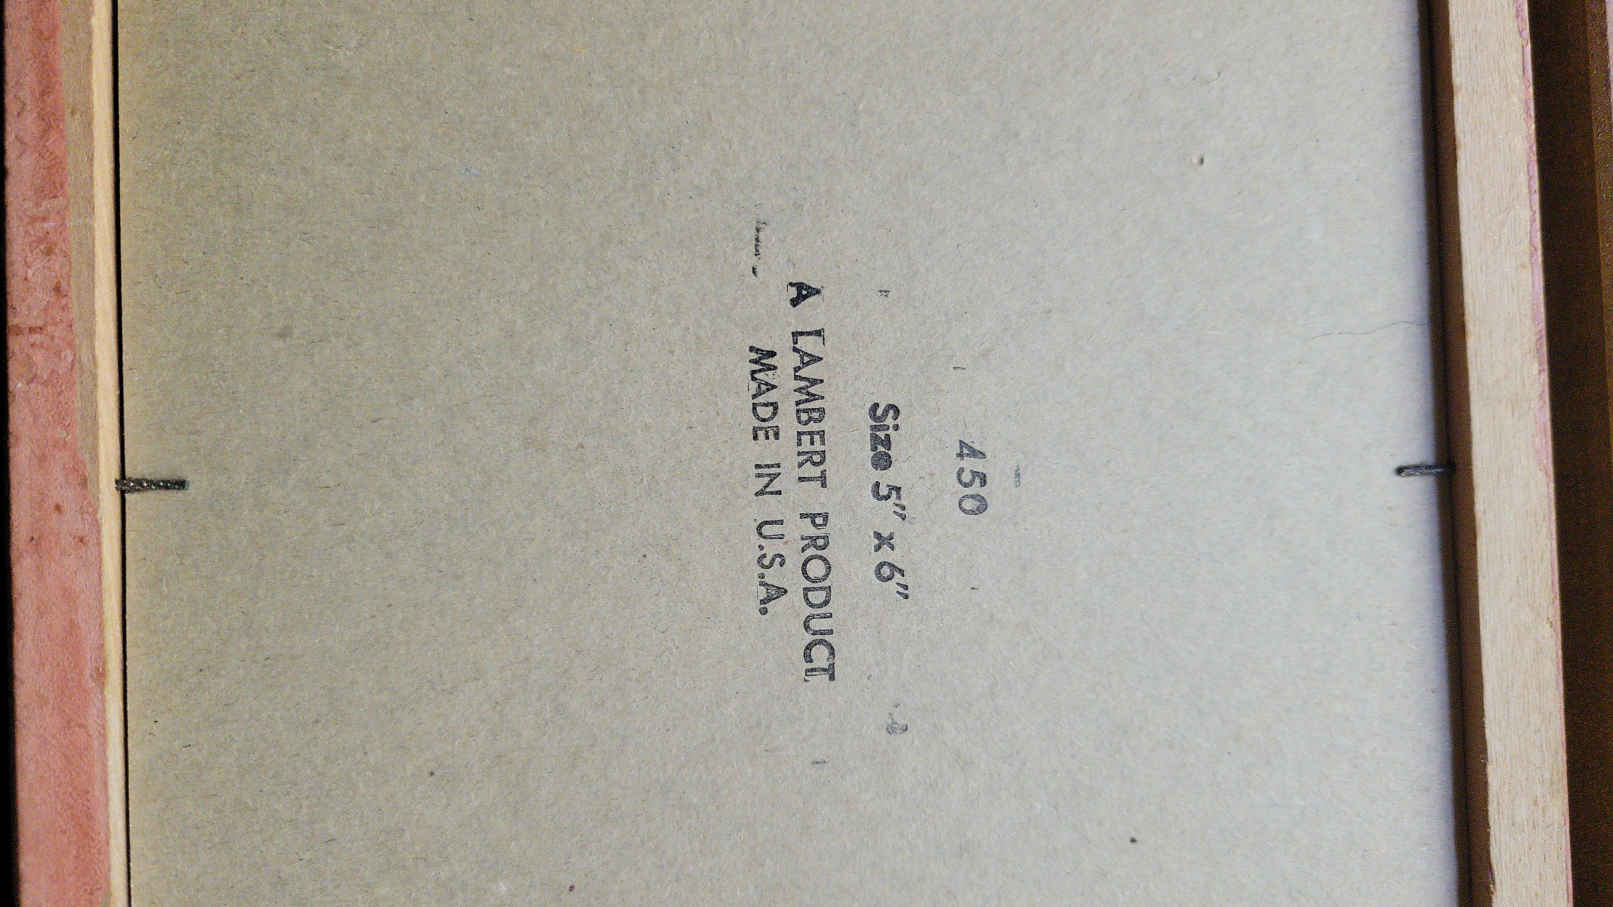 450
Size 5" x 6"
A LAMBERT PRODUCT
MADE IN U.S.A.